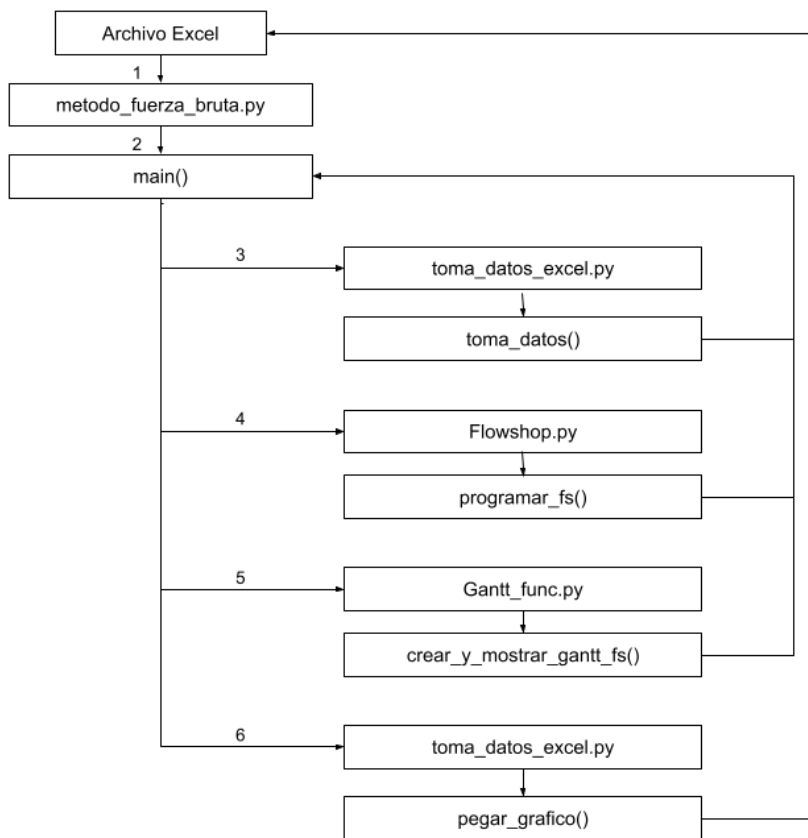 Archivo Excel
1
metodo_fuerza_bruta.py
2
main()
3
toma_datos_excel.py
toma_datos()
4
Flowshop.py
programar_fs()
5
Gantt_func.py
crear_y_mostrar_gantt_fs()
6
toma_datos_excel.py
pegar_grafico()